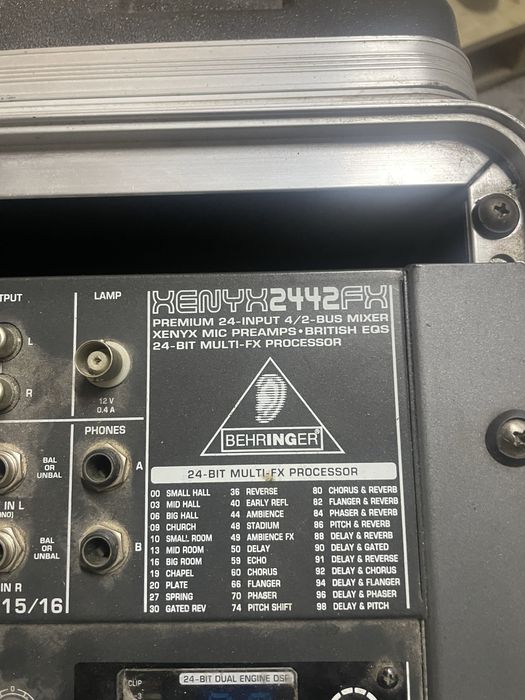 TPUT
LAMP
L
R
12 V
0.4 A
XENYX2442FX
PREMIUM 24-INPUT 4/2-BUS MIXER
XENYX MIC PREAMPS•BRITISH EQS
24-BIT MULTI-FX PROCESSOR
BEHRINGER®
PHONES
A
B
BAL
OR
UNBAL
IN L
BAL
OR
UNBAL
IN R
15/16
24-BIT MULTI-FX PROCESSOR
00 SMALL HALL 36 REVERSE 80 CHORUS & REVERB
03 MID HALL 40 EARLY REFL 82 FLANGER & REVERB
06 BIG HALL 44 AMBIENCE 84 PHASER & REVERB
09 CHURCH 48 STADIUM 86 PITCH & REVERB
10 SMALL ROOM 49 AMBIENCE FX 88 DELAY & REVERB
13 MID ROOM 50 DELAY 90 DELAY & GATED
16 BIG ROOM 59 ECHO 91 DELAY & REVERSE
19 CHAPEL 60 CHORUS 92 DELAY & CHORUS
20 PLATE 66 FLANGER 94 DELAY & FLANGER
27 SPRING 70 PHASER 96 DELAY & PHASER
30 GATED REV 74 PITCH SHIFT 98 DELAY & PITCH
24-BIT DUAL ENGINE DSP
CLIP